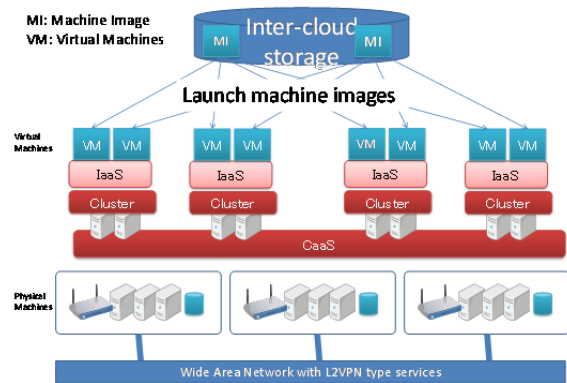 MI: Machine Image
VM: Virtual Machines
Inter-cloud
storage
MI
MI
Launch machine images
Virtual
Machines
VM VM VM VM VM VM VM VM
IaaS IaaS IaaS IaaS
Cluster Cluster Cluster Cluster
CaaS
Physical
Machines
Wide Area Network with L2VPN type services